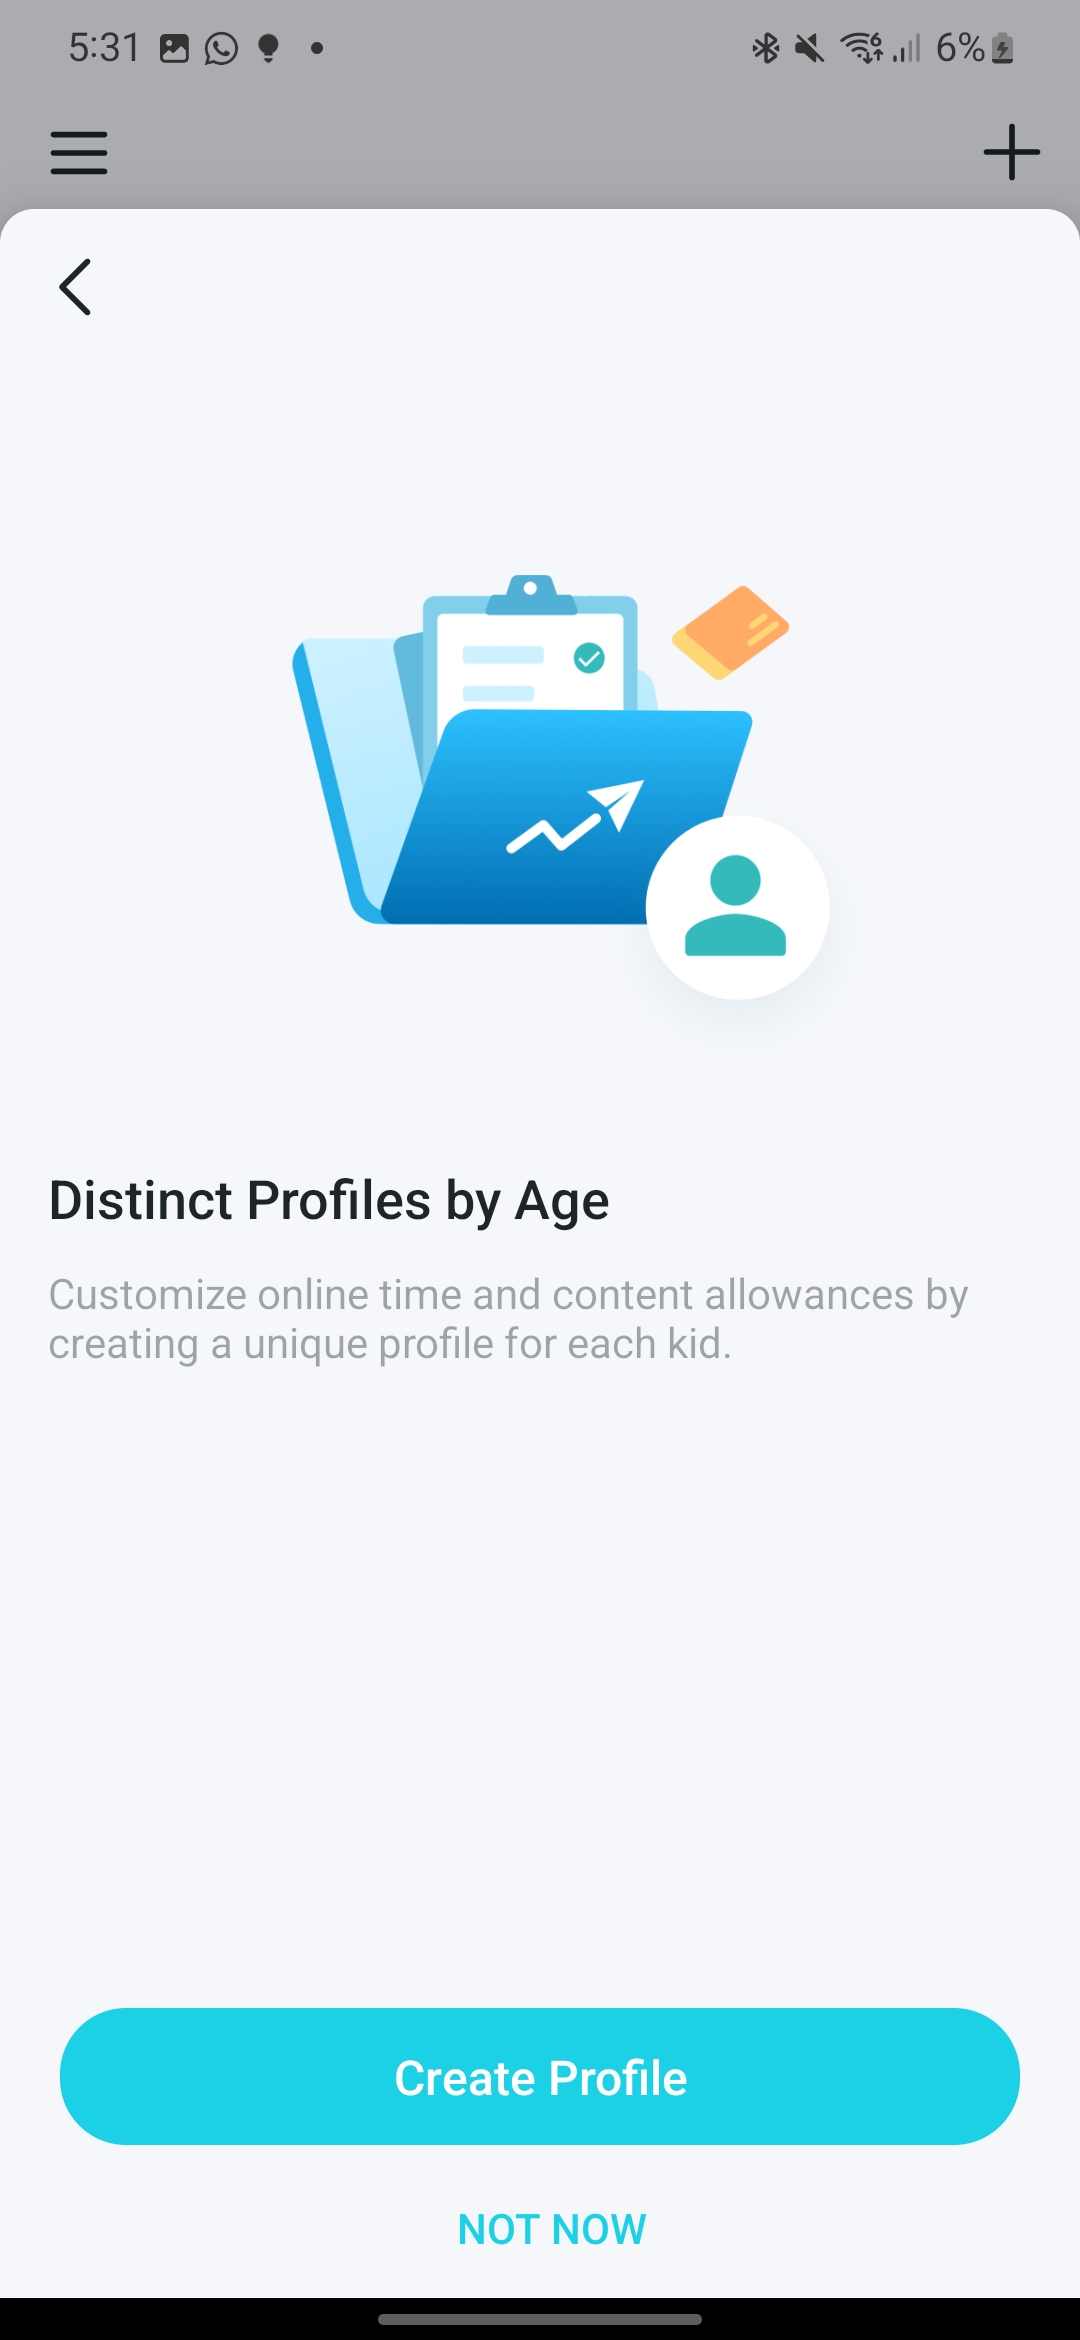 5:31 6 6%
Distinct Profiles by Age
Customize online time and content allowances by
creating a unique profile for each kid.
Create Profile
NOT NOW